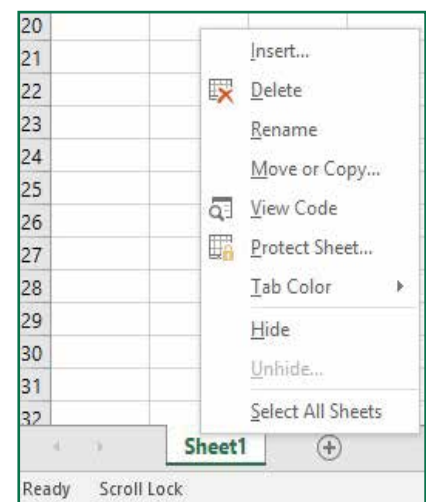 20
21
22
23
24
25
26
27
28
29
30
31
32
Insert...
Delete
Rename
Move or Copy...
View Code
Protect Sheet...
Tab Color
Hide
Unhide...
Select All Sheets
Sheet1
Ready Scroll Lock